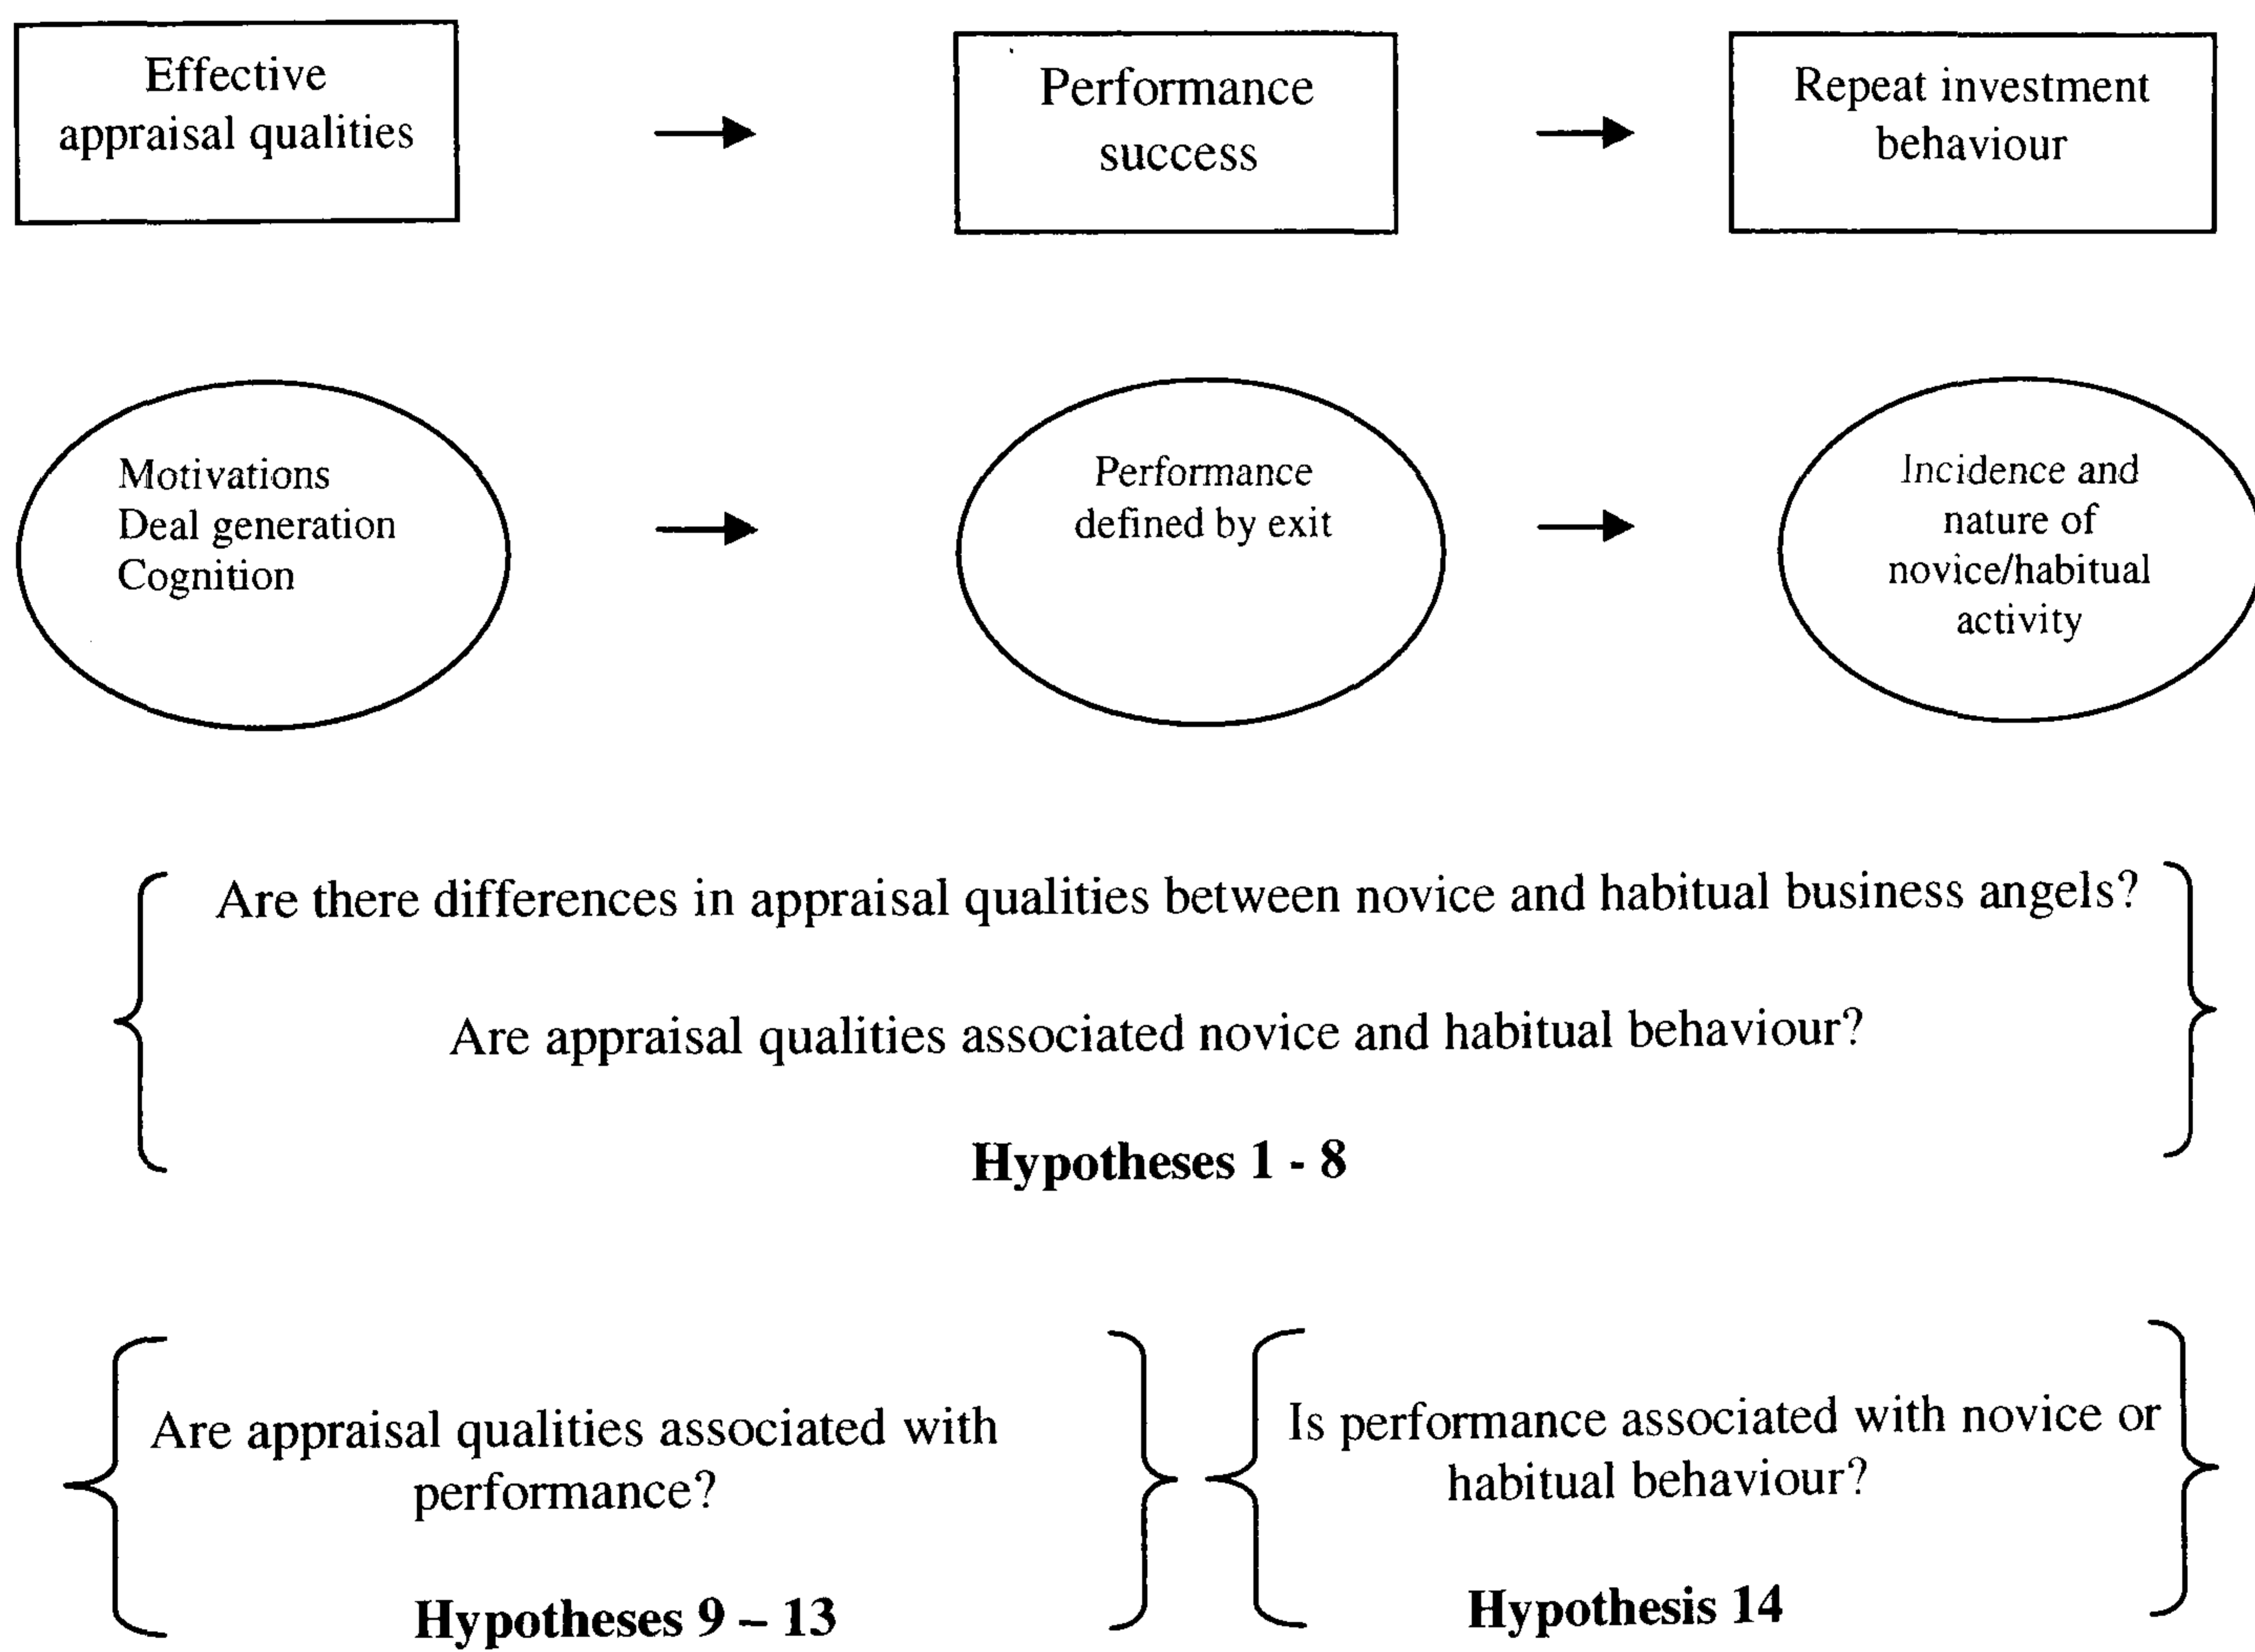 Effective
appraisal qualities
Performance
success
Repeat investment
behaviour
Motivations
Deal generation
Cognition
Performance
defined by exit
Incidence and
nature of
novice/habitual
activity
Are there differences in appraisal qualities between novice and habitual business angels?
Are appraisal qualities associated novice and habitual behaviour?
Hypotheses 1 - 8
Are appraisal qualities associated with
performance?
Hypotheses 9 – 13
Is performance associated with novice or
habitual behaviour?
Hypothesis 14